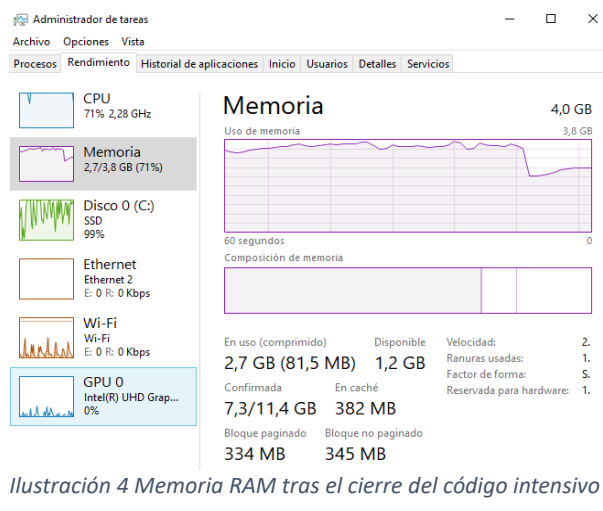 Administrador de tareas
Archivo Opciones Vista
Procesos Rendimiento Historial de aplicaciones Inicio Usuarios Detalles Servicios
CPU
71% 2,28 GHz
Memoria
2,7/3,8 GB (71%)
Disco 0 (C:)
SSD
99%
Ethernet
Ethernet 2
E: 0 R: 0 Kbps
Wi-Fi
Wi-Fi
E: 0 R: 0 Kbps
GPU 0
Intel(R) UHD Grap...
0%
Memoria 4,0 GB
Uso de memoria 3,8 GB
60 segundos 0
Composición de memoria
En uso (comprimido) Disponible
2,7 GB (81,5 MB) 1,2 GB
Confirmada En caché
7,3/11,4 GB 382 MB
Bloque paginado Bloque no paginado
334 MB 345 MB
Velocidad: 2.
Ranuras usadas: 1.
Factor de forma: S.
Reservada para hardware: 1.
Ilustración 4 Memoria RAM tras el cierre del código intensivo